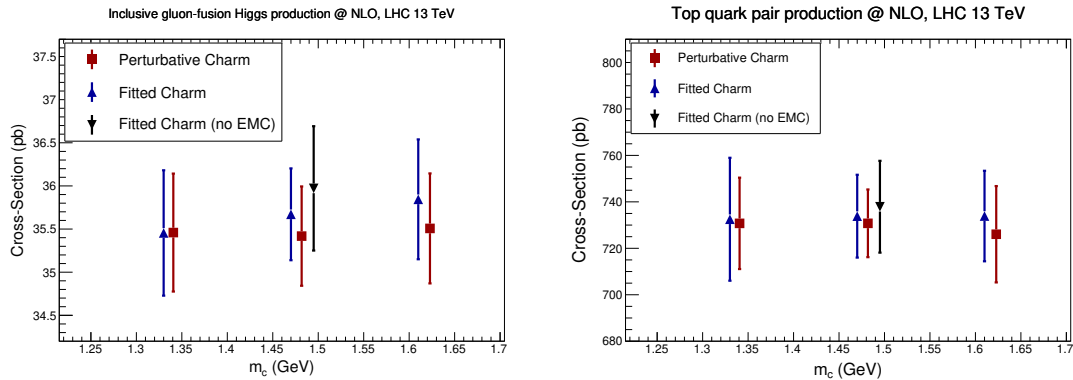 Inclusive gluon-fusion Higgs production @ NLO, LHC 13 TeV
Cross-Section (pb)
37.5
37
36.5
36
35.5
35
34.5
Perturbative Charm
Fitted Charm
Fitted Charm (no EMC)
1.25 1.3 1.35 1.4 1.45 1.5 1.55 1.6 1.65 1.7
m_c (GeV)
Top quark pair production @ NLO, LHC 13 TeV
Cross-Section (pb)
800
780
760
740
720
700
680
Perturbative Charm
Fitted Charm
Fitted Charm (no EMC)
1.25 1.3 1.35 1.4 1.45 1.5 1.55 1.6 1.65 1.7
m_c (GeV)